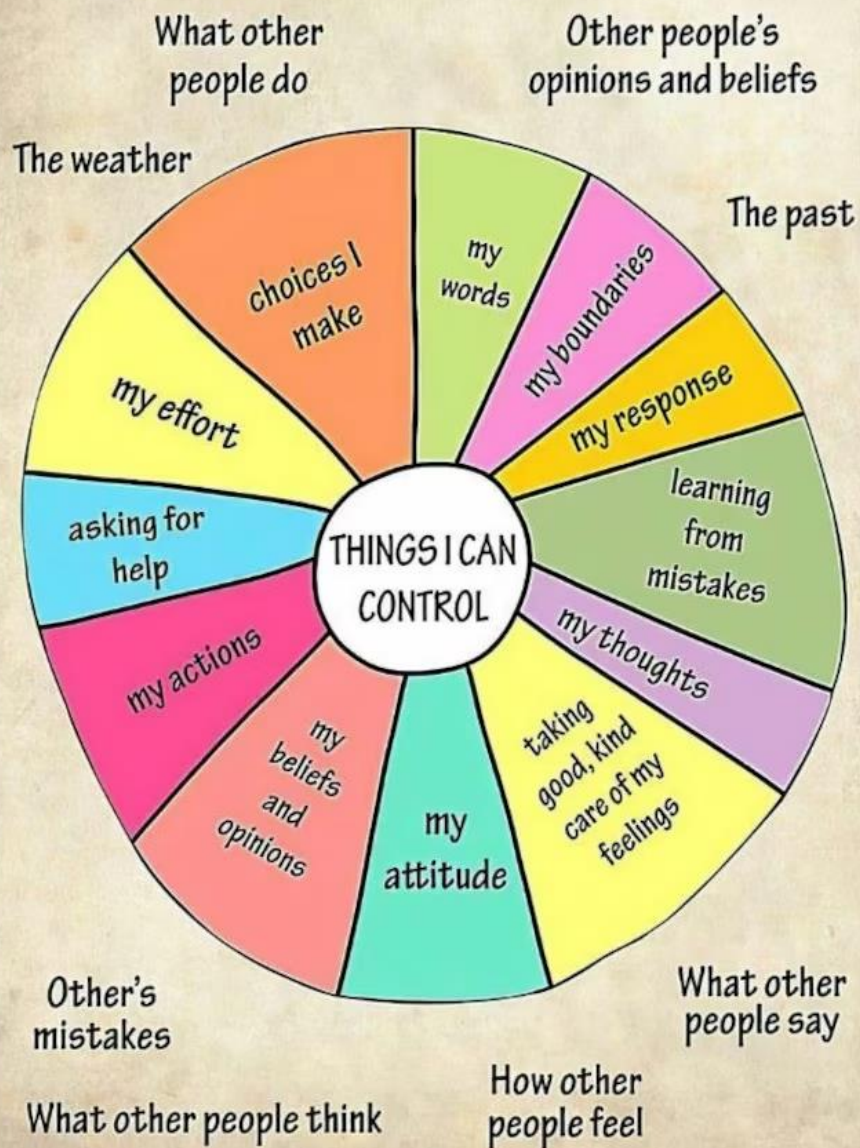 What other
people do
Other people's
opinions and beliefs
The weather
The past
choices I
make
my
words
my boundaries
my response
learning
from
mistakes
my thoughts
taking
good, kind
care of my
feelings
my
attitude
my
beliefs
and
opinions
my actions
asking for
help
my effort
THINGS I CAN
CONTROL
Other's
mistakes
What other
people say
What other people think
How other
people feel